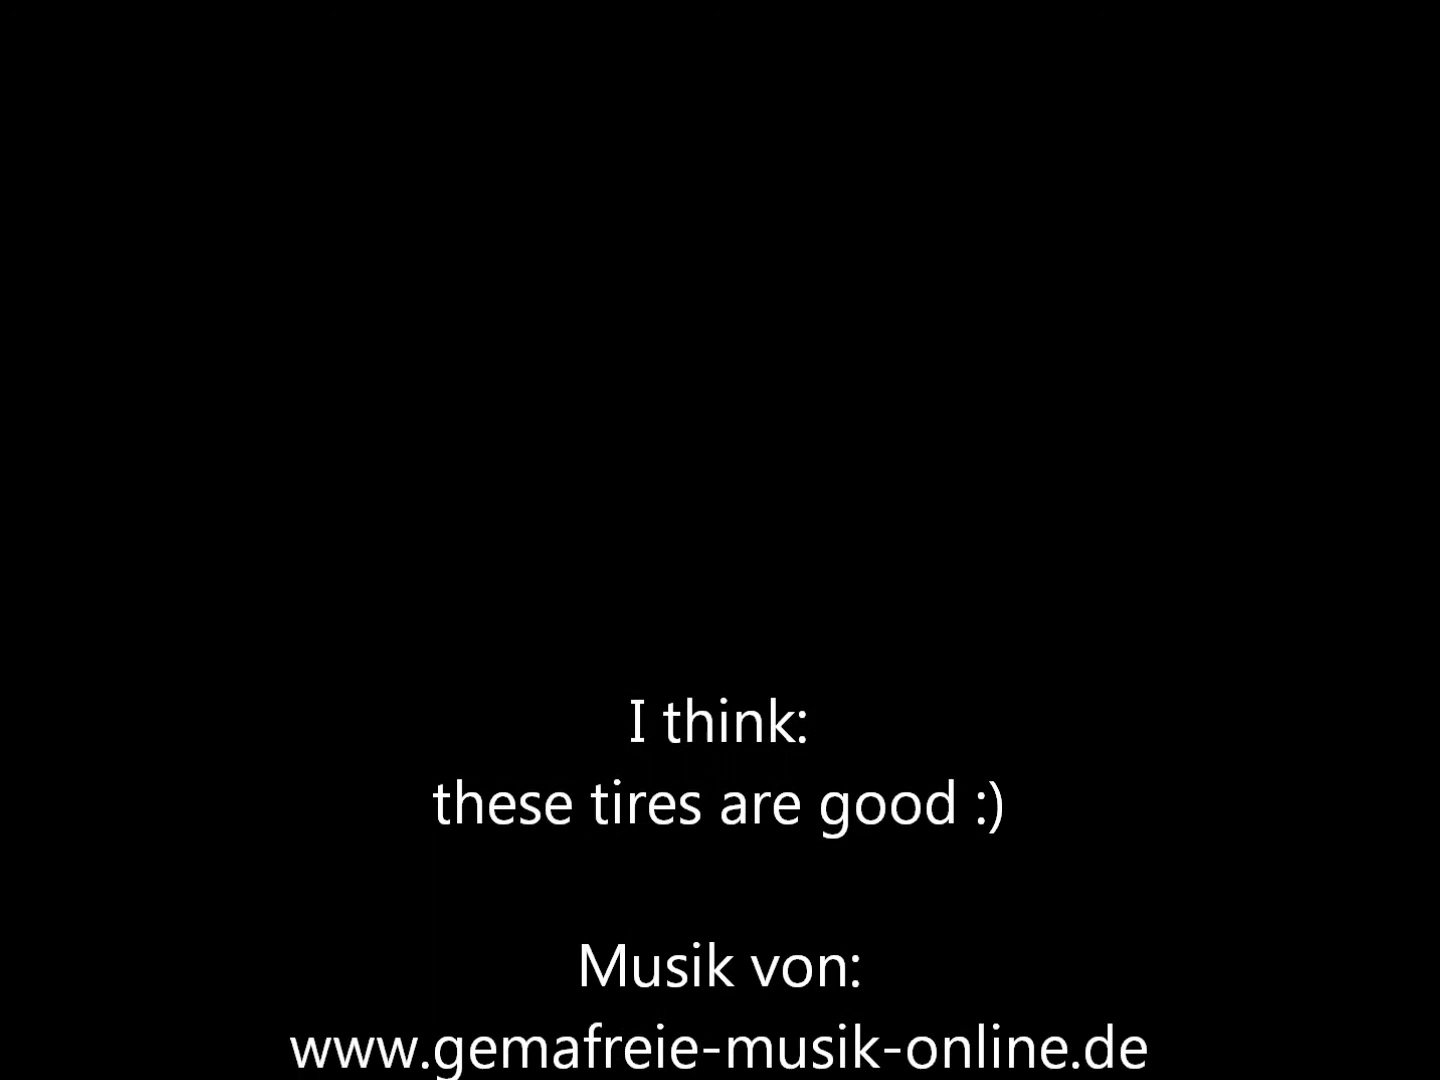 I think:
these tires are good :)
Musik von:
www.gemafreie-musik-online.de